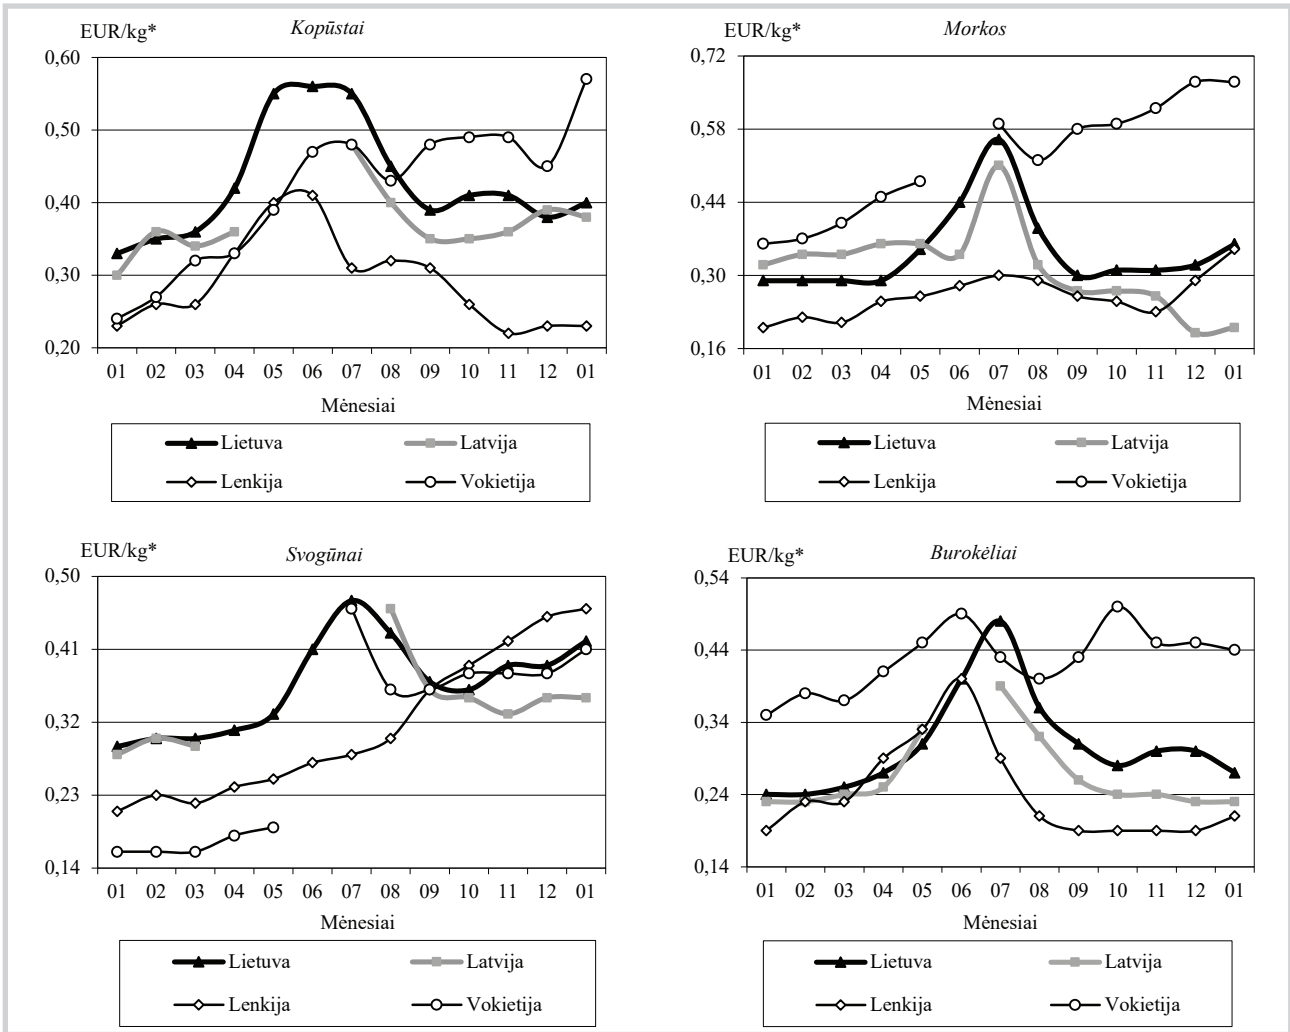 EUR/kg*
Kopūstai
0,60
0,50
0,40
0,30
0,20
01 02 03 04 05 06 07 08 09 10 11 12 01
Mėnesiai
Lietuva Latvija
Lenkija Vokietija
EUR/kg*
Morkos
0,72
0,58
0,44
0,30
0,16
01 02 03 04 05 06 07 08 09 10 11 12 01
Mėnesiai
Lietuva Latvija
Lenkija Vokietija
EUR/kg*
Svogūnai
0,50
0,41
0,32
0,23
0,14
01 02 03 04 05 06 07 08 09 10 11 12 01
Mėnesiai
Lietuva Latvija
Lenkija Vokietija
EUR/kg*
Burokėliai
0,54
0,44
0,34
0,24
0,14
01 02 03 04 05 06 07 08 09 10 11 12 01
Mėnesiai
Lietuva Latvija
Lenkija Vokietija